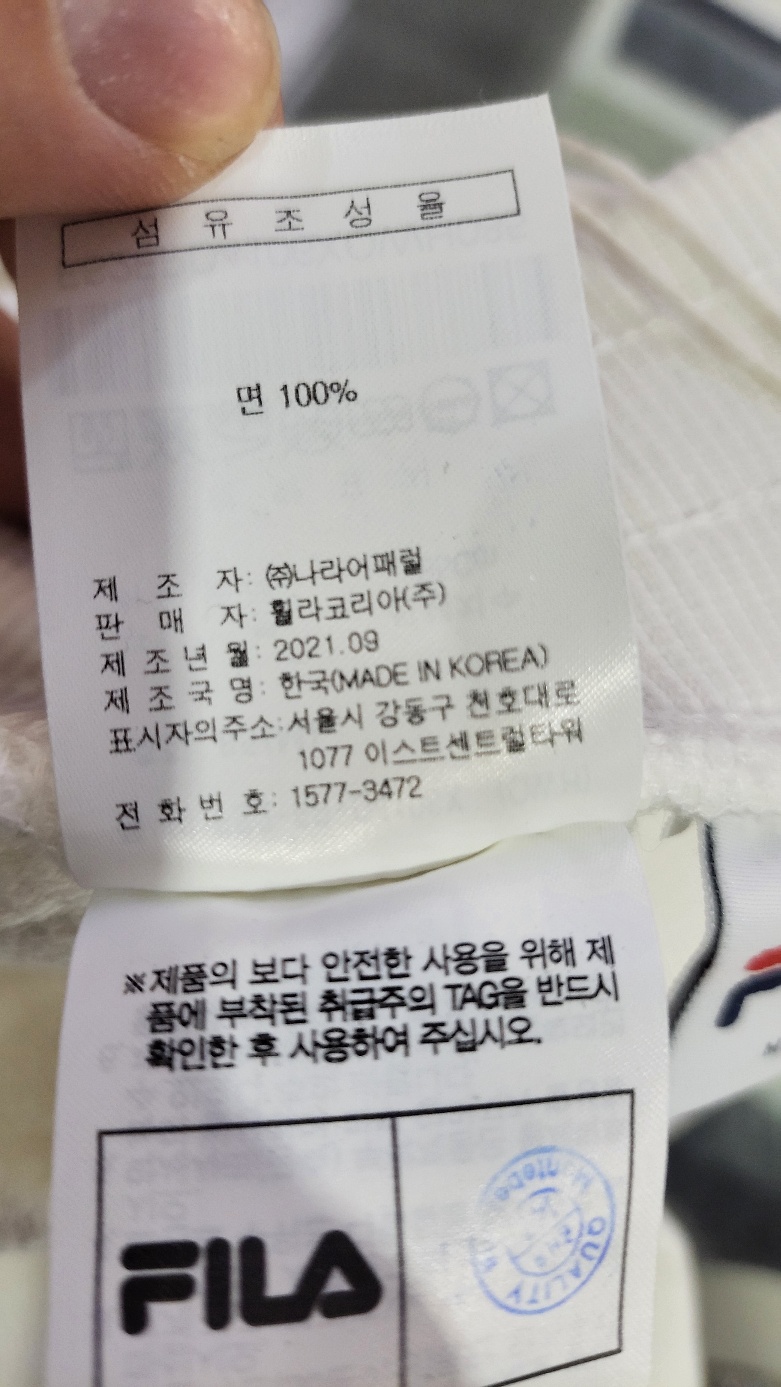 섬 유 조 성 율
면 100%
제 조 자: ㈜나라어패럴
판 매 자: 휠라코리아(주)
제 조 년 월: 2021.09
제 조 국 명: 한국(MADE IN KOREA)
표시자의주소:서울시 강동구 천호대로
1077 이스트센트럴타워
전 화 번 호: 1577-3472
※제품의 보다 안전한 사용을 위해 제
품에 부착된 취급주의 TAG을 반드시
확인한 후 사용하여 주십시오.
FILA
QUALITY